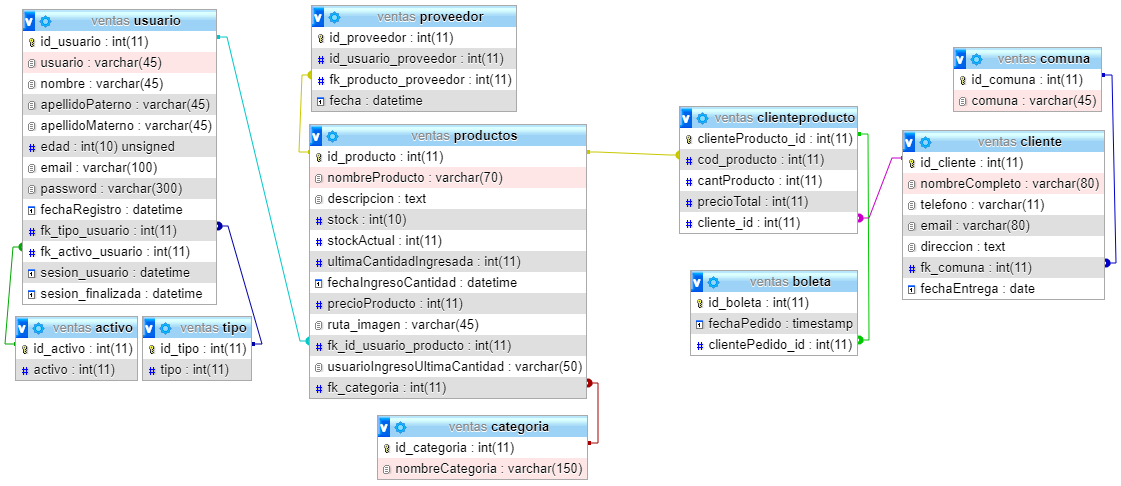 ventas usuario
id_usuario : int(11)
usuario : varchar(45)
nombre : varchar(45)
apellidoPaterno : varchar(45)
apellidoMaterno : varchar(45)
edad : int(10) unsigned
email : varchar(100)
password : varchar(300)
fechaRegistro : datetime
fk_tipo_usuario : int(11)
fk_activo_usuario : int(11)
sesion_usuario : datetime
sesion_finalizada : datetime
ventas activo
id_activo : int(11)
activo : int(11)
ventas tipo
id_tipo : int(11)
tipo : int(11)
ventas proveedor
id_proveedor : int(11)
id_usuario_proveedor : int(11)
fk_producto_proveedor : int(11)
fecha : datetime
ventas productos
id_producto : int(11)
nombreProducto : varchar(70)
descripcion : text
stock : int(10)
stockActual : int(11)
ultimaCantidadIngresada : int(11)
fechaIngresoCantidad : datetime
precioProducto : int(11)
ruta_imagen : varchar(45)
fk_id_usuario_producto : int(11)
usuarioIngresoUltimaCantidad : varchar(50)
fk_categoria : int(11)
ventas categoria
id_categoria : int(11)
nombreCategoria : varchar(150)
ventas clienteproducto
clienteProducto_id : int(11)
cod_producto : int(11)
cantProducto : int(11)
precioTotal : int(11)
cliente_id : int(11)
ventas boleta
id_boleta : int(11)
fechaPedido : timestamp
clientePedido_id : int(11)
ventas comuna
id_comuna : int(11)
comuna : varchar(45)
ventas cliente
id_cliente : int(11)
nombreCompleto : varchar(80)
telefono : varchar(11)
email : varchar(80)
direccion : text
fk_comuna : int(11)
fechaEntrega : date